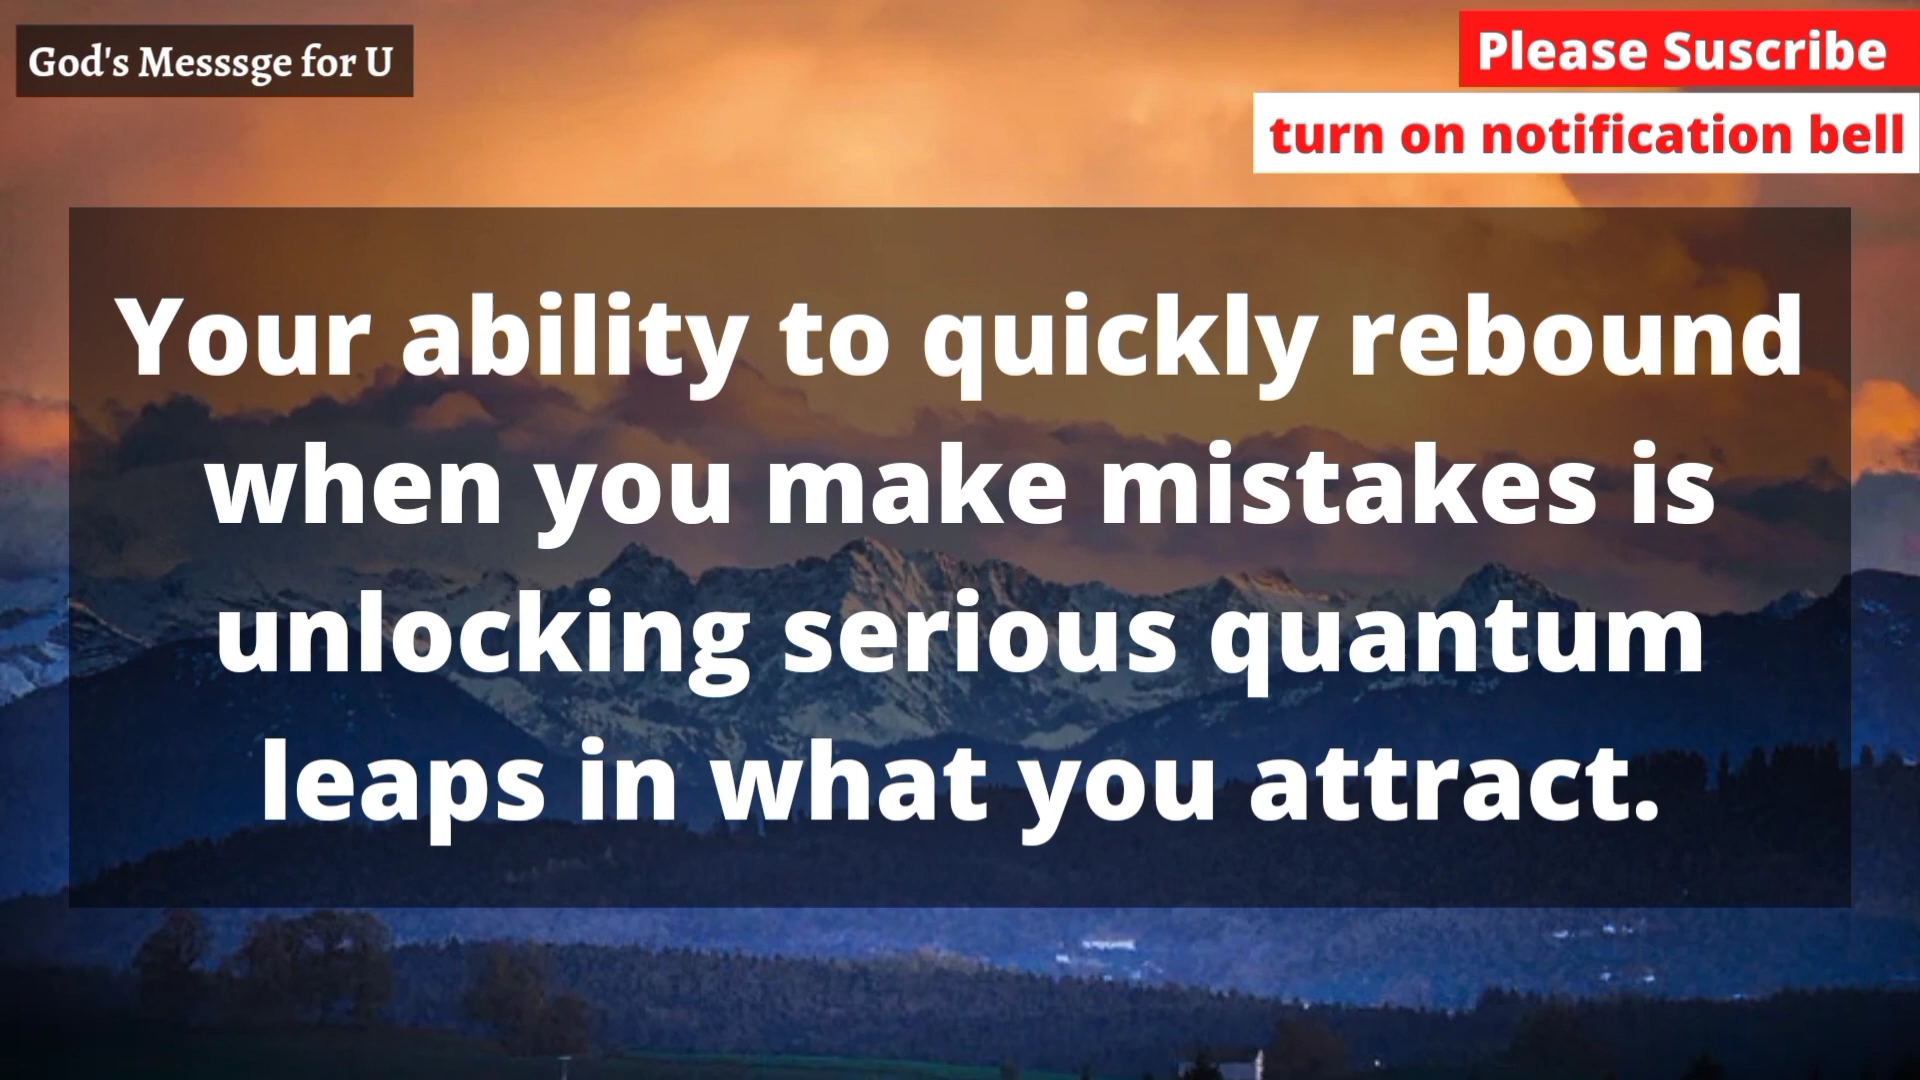 God's Messsge for U
Please Suscribe
turn on notification bell
Your ability to quickly rebound
when you make mistakes is
unlocking serious quantum
leaps in what you attract.